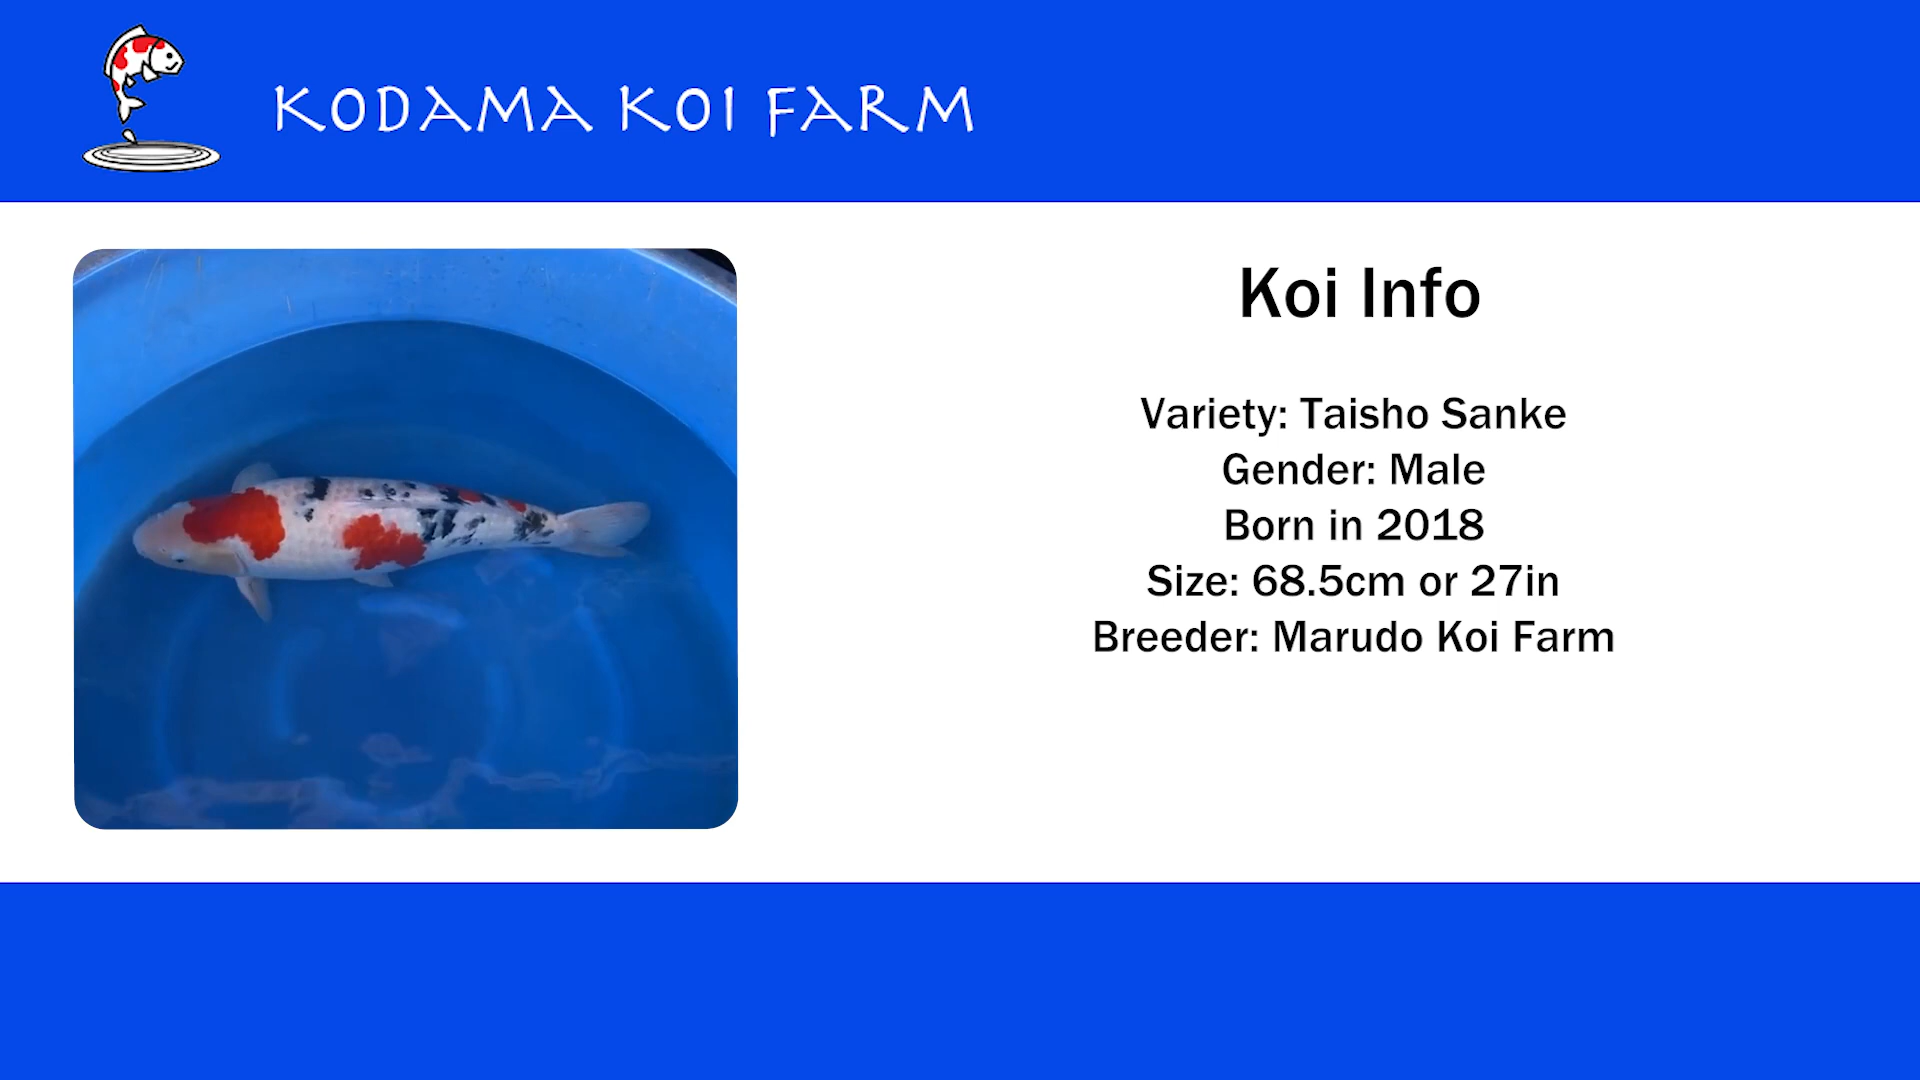 KODAMA KOI FARM
Koi Info
Variety: Taisho Sanke
Gender: Male
Born in 2018
Size: 68.5cm or 27in
Breeder: Marudo Koi Farm